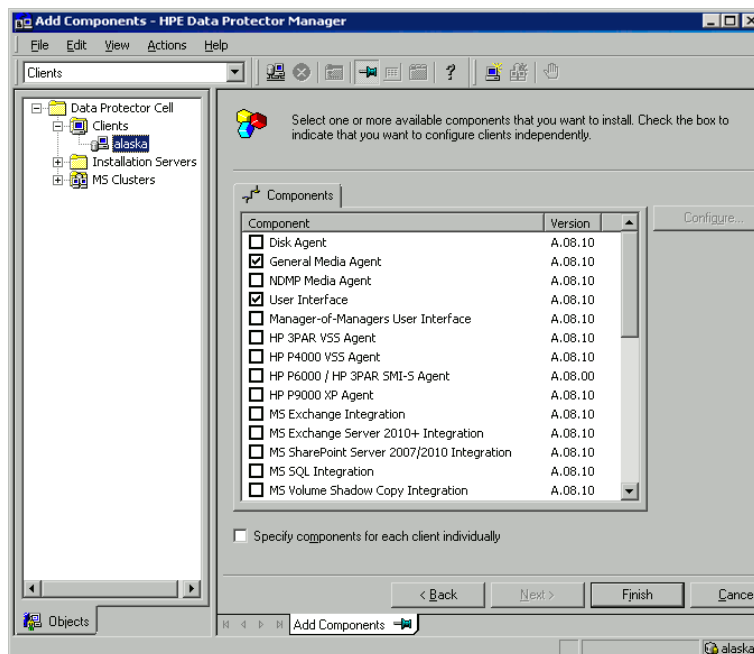 Add Components - HPE Data Protector Manager
File Edit View Actions Help
Clients
Data Protector Cell
Clients
alaska
Installation Servers
MS Clusters
Select one or more available components that you want to install. Check the box to
indicate that you want to configure clients independently.
Components
Configure...
Component Version
Disk Agent A.08.10
General Media Agent A.08.10
NDMP Media Agent A.08.10
User Interface A.08.10
Manager-of-Managers User Interface A.08.10
HP 3PAR VSS Agent A.08.10
HP P4000 VSS Agent A.08.10
HP P6000 / HP 3PAR SMI-S Agent A.08.00
HP P9000 XP Agent A.08.10
MS Exchange Integration A.08.10
MS Exchange Server 2010+ Integration A.08.10
MS SharePoint Server 2007/2010 Integration A.08.10
MS SQL Integration A.08.10
MS Volume Shadow Copy Integration A.08.10
Specify components for each client individually
< Back Next > Finish Cance
Objects
Add Components
alaska